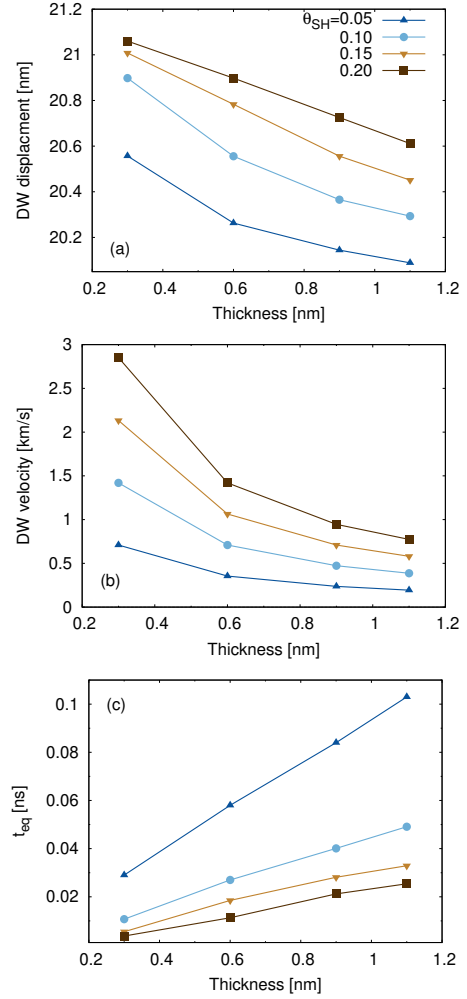 21.2
21
20.8
20.6
20.4
20.2
DW displacment [nm]
θSH=0.05
0.10
0.15
0.20
(a)
0.2 0.4 0.6 0.8 1 1.2
Thickness [nm]
3
2.5
2
1.5
1
0.5
0
DW velocity [km/s]
(b)
0.2 0.4 0.6 0.8 1 1.2
Thickness [nm]
0.1
0.08
0.06
0.04
0.02
teq [ns]
(c)
0.2 0.4 0.6 0.8 1 1.2
Thickness [nm]